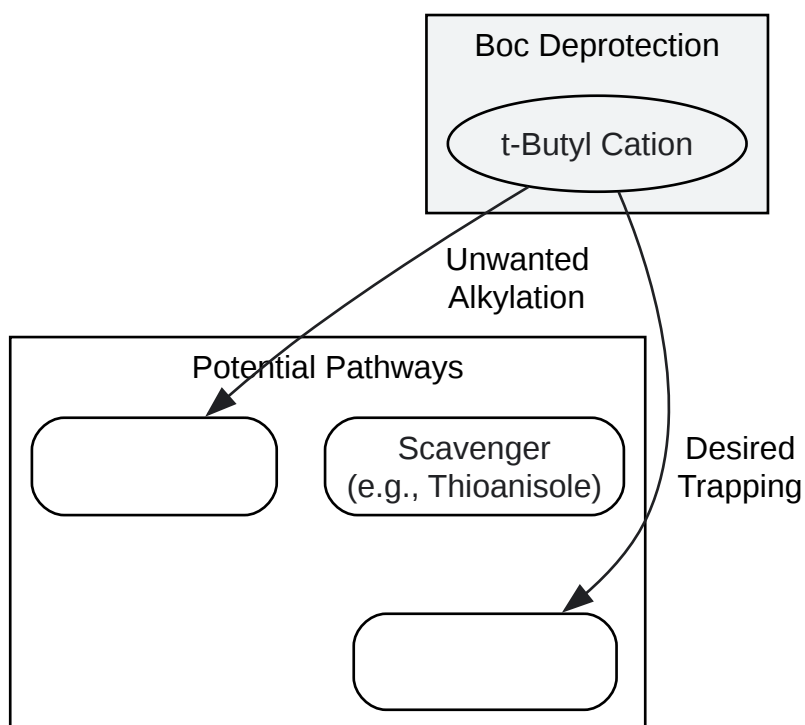 Boc Deprotection
t-Butyl Cation
Unwanted
Alkylation
Potential Pathways
Scavenger
(e.g., Thioanisole)
Desired
Trapping